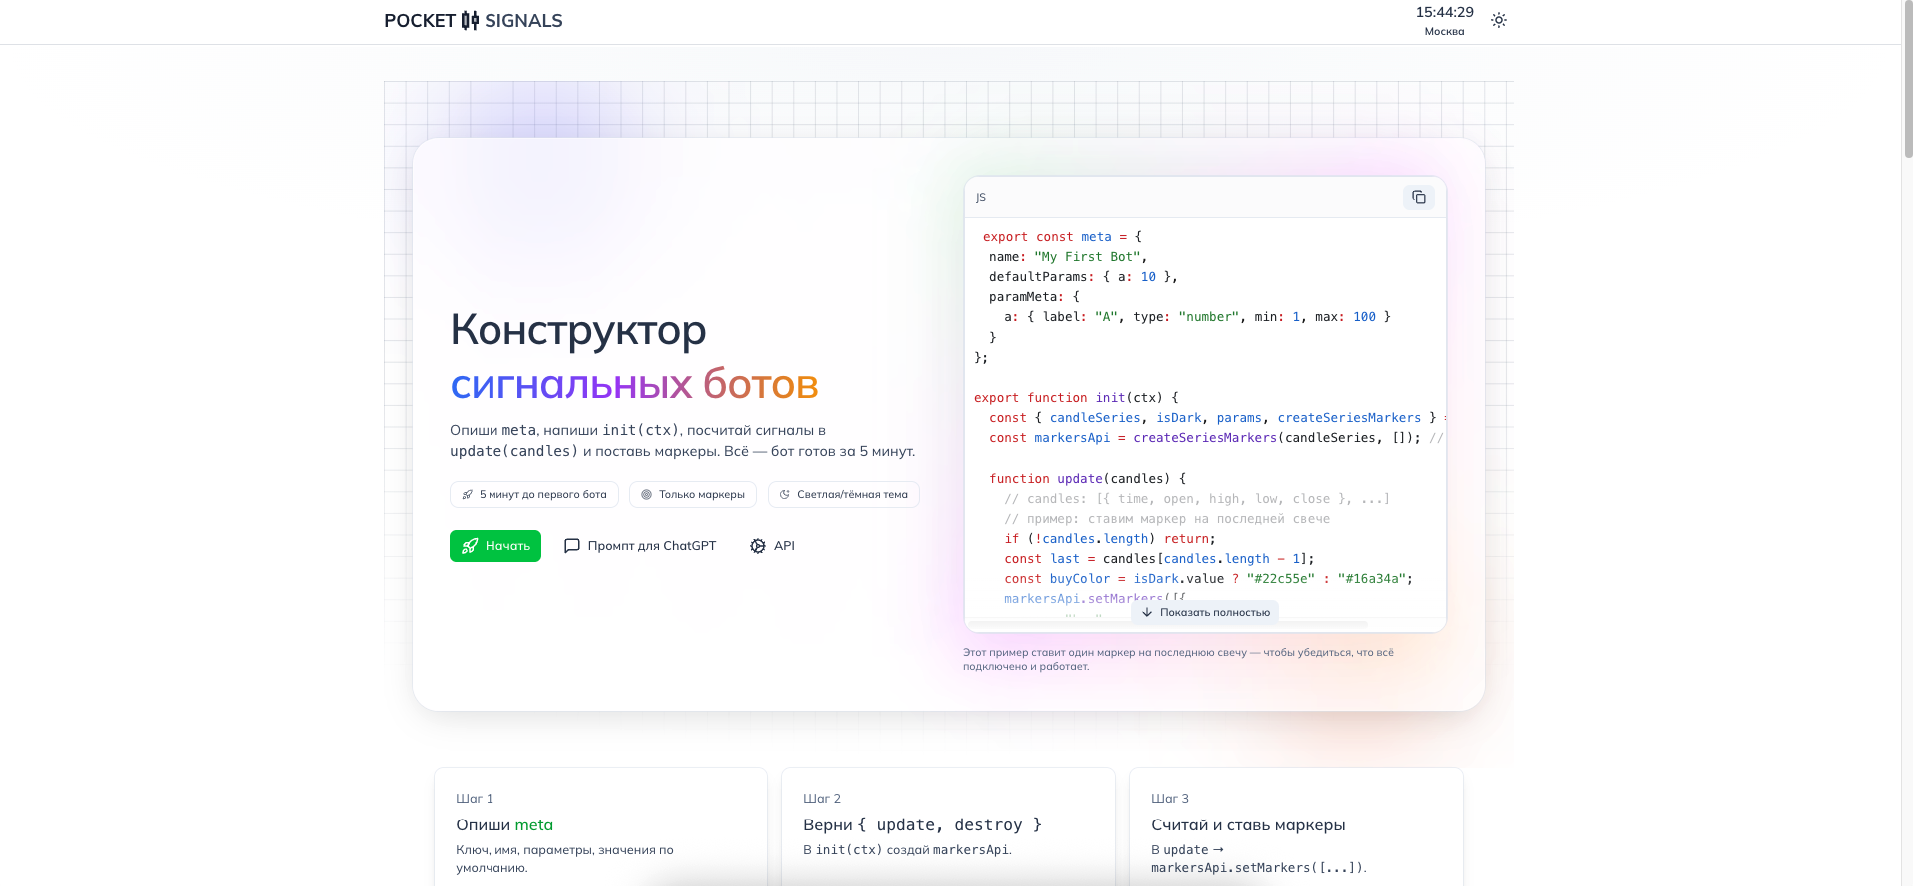 POCKET SIGNALS
15:44:29
Москва
JS
export const meta = {
name: "My First Bot",
defaultParams: { a: 10 },
paramMeta: {
a: { label: "A", type: "number", min: 1, max: 100 }
}
};
export function init(ctx) {
const { candleSeries, isDark, params, createSeriesMarkers }
const markersApi = createSeriesMarkers(candleSeries, []); //
function update(candles) {
// candles: [{ time, open, high, low, close }, ...]
// пример: ставим маркер на последней свече
if (!candles.length) return;
const last = candles[candles.length - 1];
const buyColor = isDark.value ? "#22c55e" : "#16a34a";
markersApi.setMarkers([{
Показать полностью
Этот пример ставит один маркер на последнюю свечу — чтобы убедиться, что всё
подключено и работает.
Конструктор
сигнальных ботов
Опиши meta, напиши init(ctx), посчитай сигналы в
update(candles) и поставь маркеры. Всё — бот готов за 5 минут.
5 минут до первого бота
Только маркеры
Светлая/тёмная тема
Начать
Промпт для ChatGPT
API
Шаг 1
Опиши meta
Ключ, имя, параметры, значения по
умолчанию.
Шаг 2
Верни { update, destroy }
В init(ctx) создай markersApi.
Шаг 3
Считай и ставь маркеры
В update →
markersApi.setMarkers([...]).